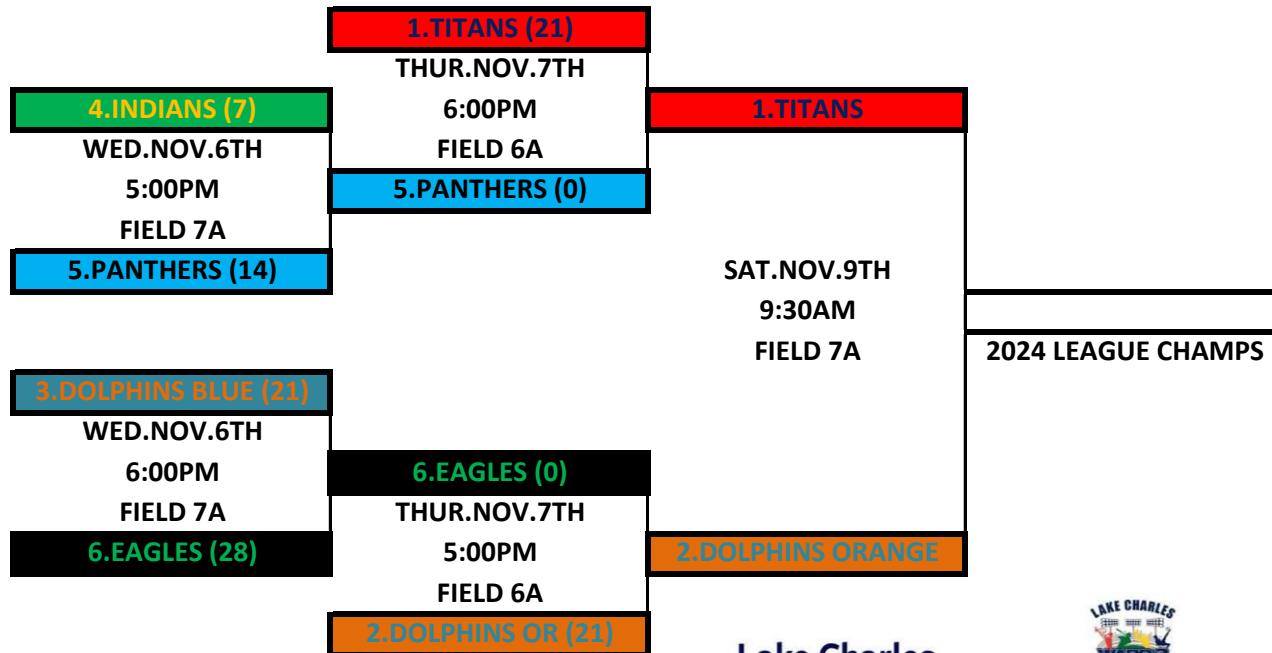 1.TITANS (21)
THUR.NOV.7TH
6:00PM
FIELD 6A
5.PANTHERS (0)
4.INDIANS (7)
WED.NOV.6TH
5:00PM
FIELD 7A
5.PANTHERS (14)
1.TITANS
SAT.NOV.9TH
9:30AM
FIELD 7A
2024 LEAGUE CHAMPS
3.DOLPHINS BLUE (21)
WED.NOV.6TH
6:00PM
FIELD 7A
6.EAGLES (28)
6.EAGLES (0)
THUR.NOV.7TH
5:00PM
FIELD 6A
2.DOLPHINS OR (21)
2.DOLPHINS ORANGE
Lake Charles
LAKE CHARLES